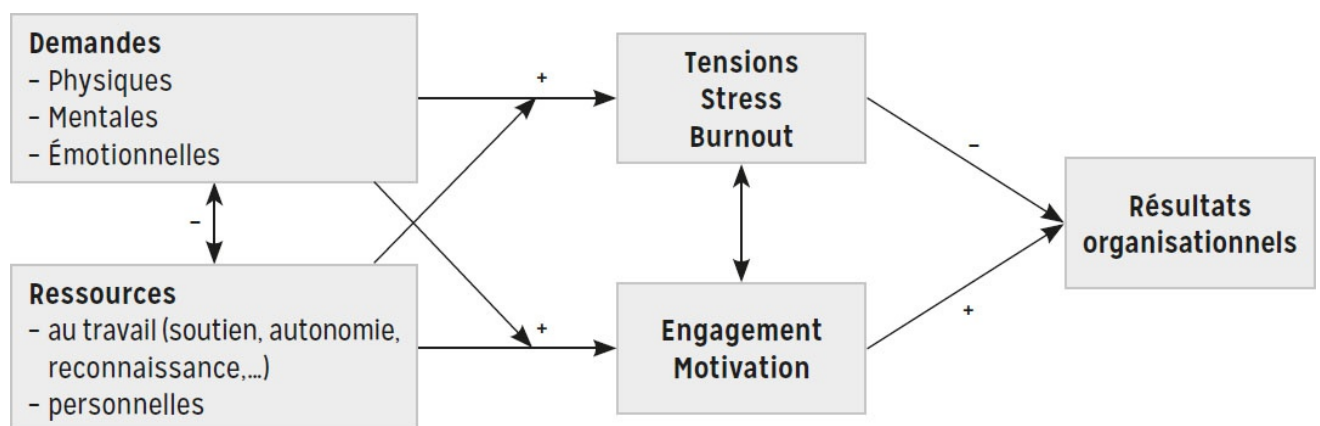 Demandes
– Physiques
– Mentales
– Émotionnelles
+
Tensions
Stress
Burnout
–
–
Résultats
organisationnels
Ressources
– au travail (soutien, autonomie,
reconnaissance,...)
– personnelles
+
Engagement
Motivation
+